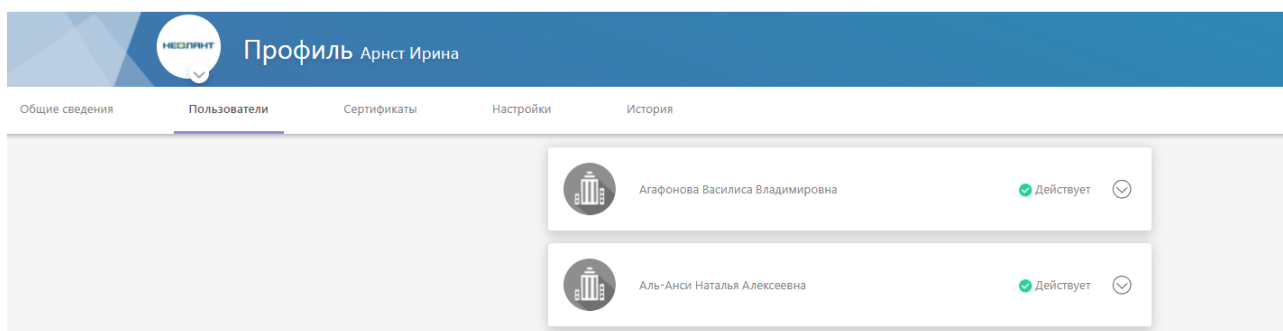 НЕОЛАНТ
Профиль Арнст Ирина
Общие сведения Пользователи Сертификаты Настройки История
Агафонова Василиса Владимировна Действует
Аль-Анси Наталья Алексеевна Действует